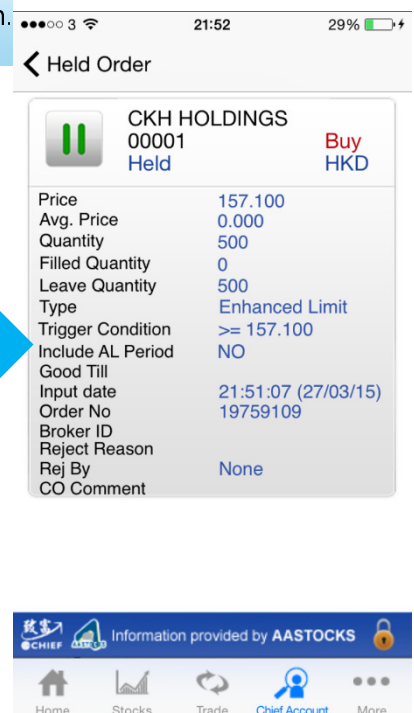 n.
3 21:52 29%
Held Order
CKH HOLDINGS
00001 Buy
Held HKD
Price 157.100
Avg. Price 0.000
Quantity 500
Filled Quantity 0
Leave Quantity 500
Type Enhanced Limit
Trigger Condition >= 157.100
Include AL Period NO
Good Till
Input date 21:51:07 (27/03/15)
Order No 19759109
Broker ID
Reject Reason
Rej By None
CO Comment
致富 CHIEF AASTOCKS Information provided by AASTOCKS
Home Stocks Trade Chief Account More